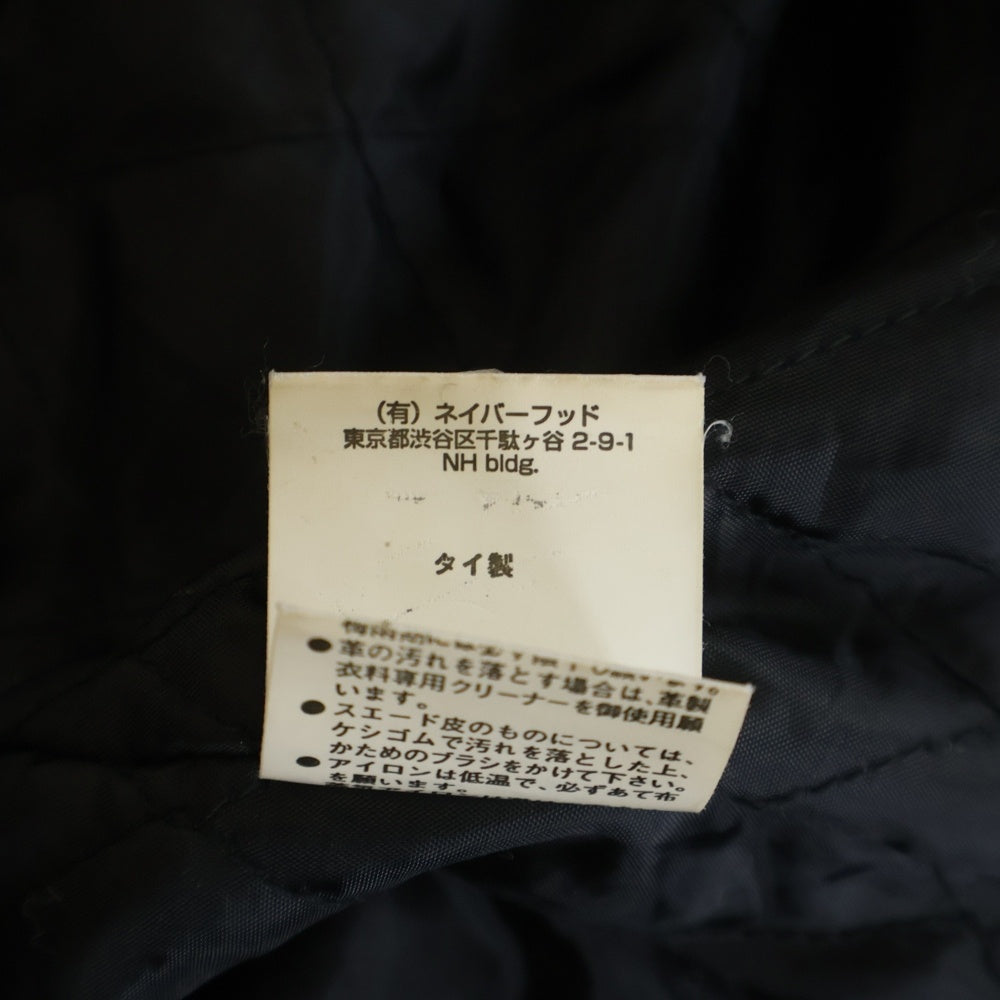 (有) ネイバーフッド
東京都渋谷区千駄ヶ谷 2-9-1
NH bldg.
タイ製
● 革の汚れを落とす場合は、革製
衣料専用クリーナーを御使用願
います。
● スエード皮のものについては、
ケシゴムで汚れを落とした上、
かためのブラシをかけて下さい。
● アイロンは低温で、必ずあて布
を願います。